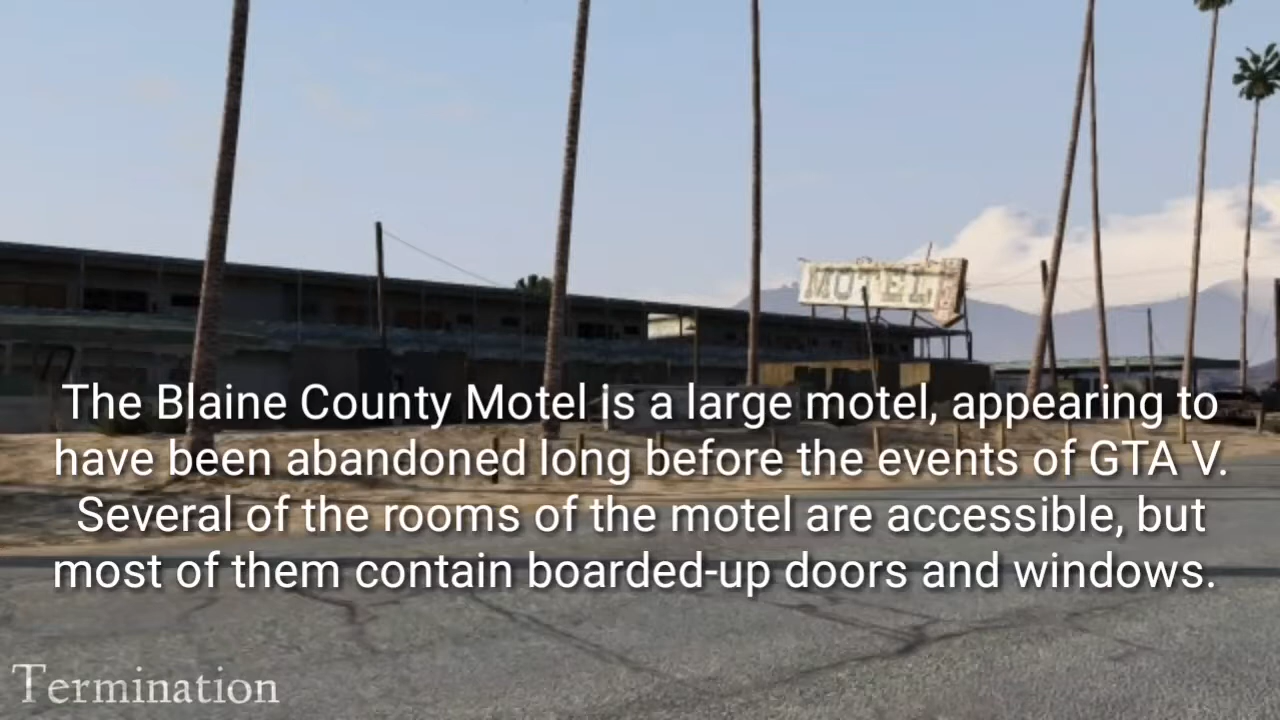 MOTEL
The Blaine County Motel is a large motel, appearing to
have been abandoned long before the events of GTA V.
Several of the rooms of the motel are accessible, but
most of them contain boarded-up doors and windows.
Termination